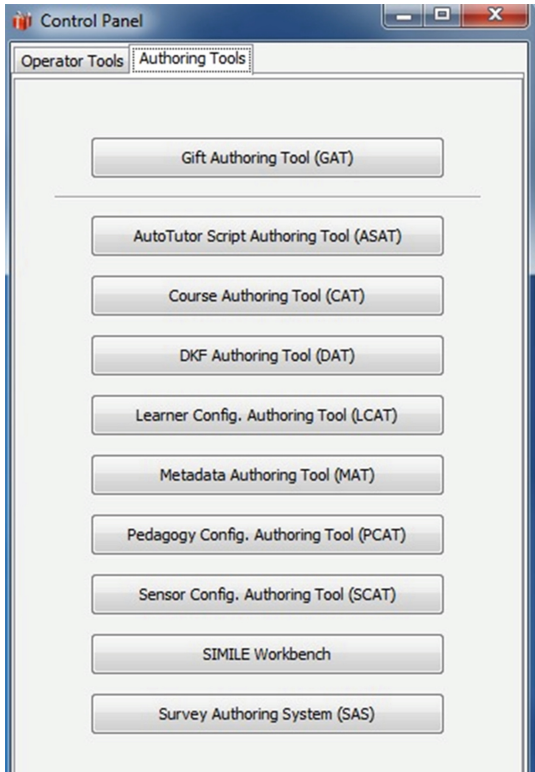 Control Panel
Operator Tools Authoring Tools
Gift Authoring Tool (GAT)
AutoTutor Script Authoring Tool (ASAT)
Course Authoring Tool (CAT)
DKF Authoring Tool (DAT)
Learner Config. Authoring Tool (LCAT)
Metadata Authoring Tool (MAT)
Pedagogy Config. Authoring Tool (PCAT)
Sensor Config. Authoring Tool (SCAT)
SIMILE Workbench
Survey Authoring System (SAS)